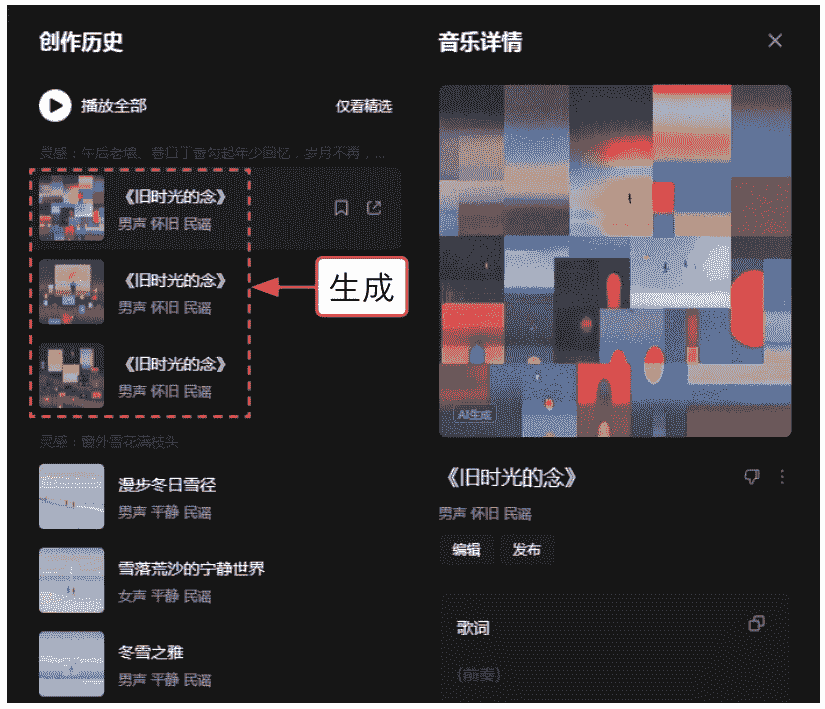 创作历史
播放全部
仅看精选
灵感：午后老墩、巷口丁香勾起年少回忆，岁月不再，...
《旧时光的念》
男声 怀旧 民谣
《旧时光的念》
男声 怀旧 民谣
《旧时光的念》
男声 怀旧 民谣
生成
灵感：窗外雪花满枝头
漫步冬日雪径
男声 平静 民谣
雪落荒沙的宁静世界
女声 平静 民谣
冬雪之雅
男声 平静 民谣
音乐详情
AI生成
《旧时光的念》
男声 怀旧 民谣
编辑
发布
歌词
(前奏)